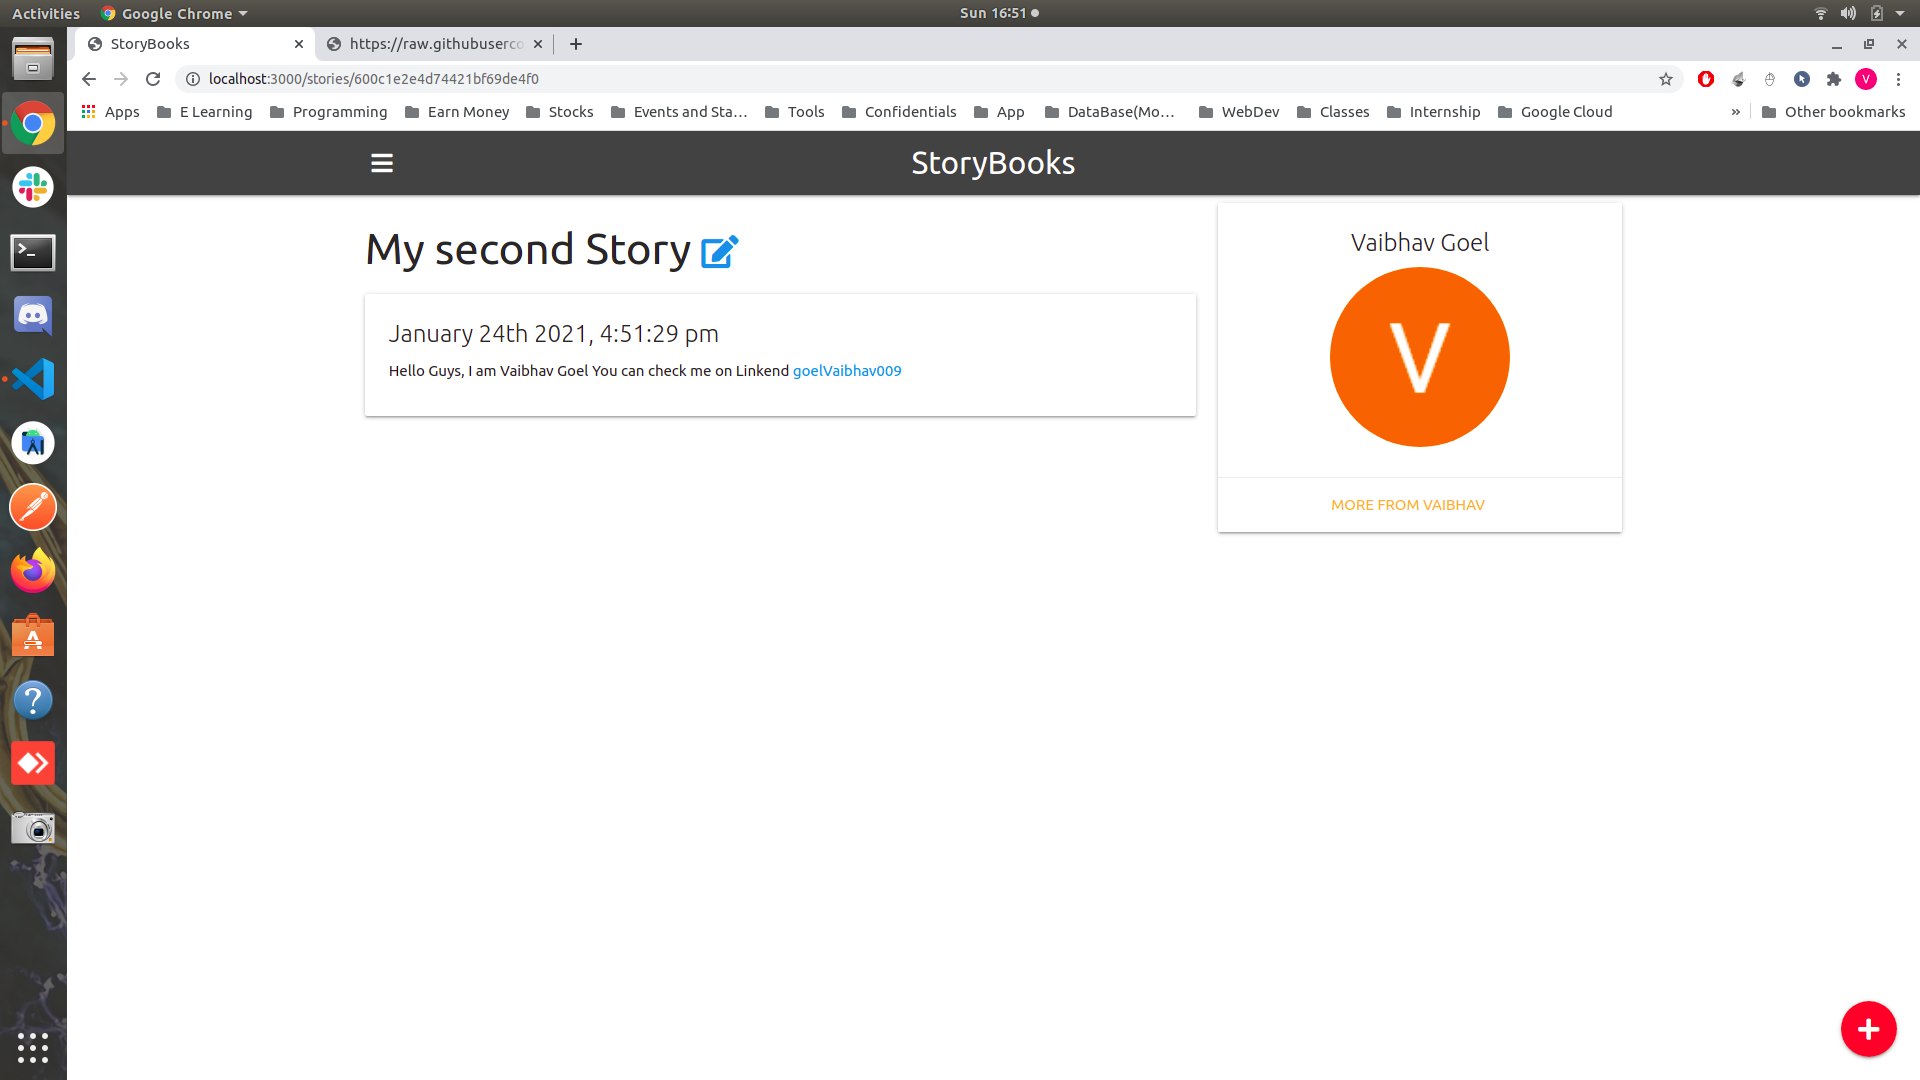 Activities Google Chrome Sun 16:51
StoryBooks https://raw.githubuserco
localhost:3000/stories/600c1e2e4d74421bf69de4f0 V
Apps E Learning Programming Earn Money Stocks Events and Sta... Tools Confidentials App DataBase(Mo... WebDev Classes Internship Google Cloud » Other bookmarks
StoryBooks
My second Story
January 24th 2021, 4:51:29 pm
Hello Guys, I am Vaibhav Goel You can check me on Linkend goelVaibhav009
Vaibhav Goel
V
MORE FROM VAIBHAV